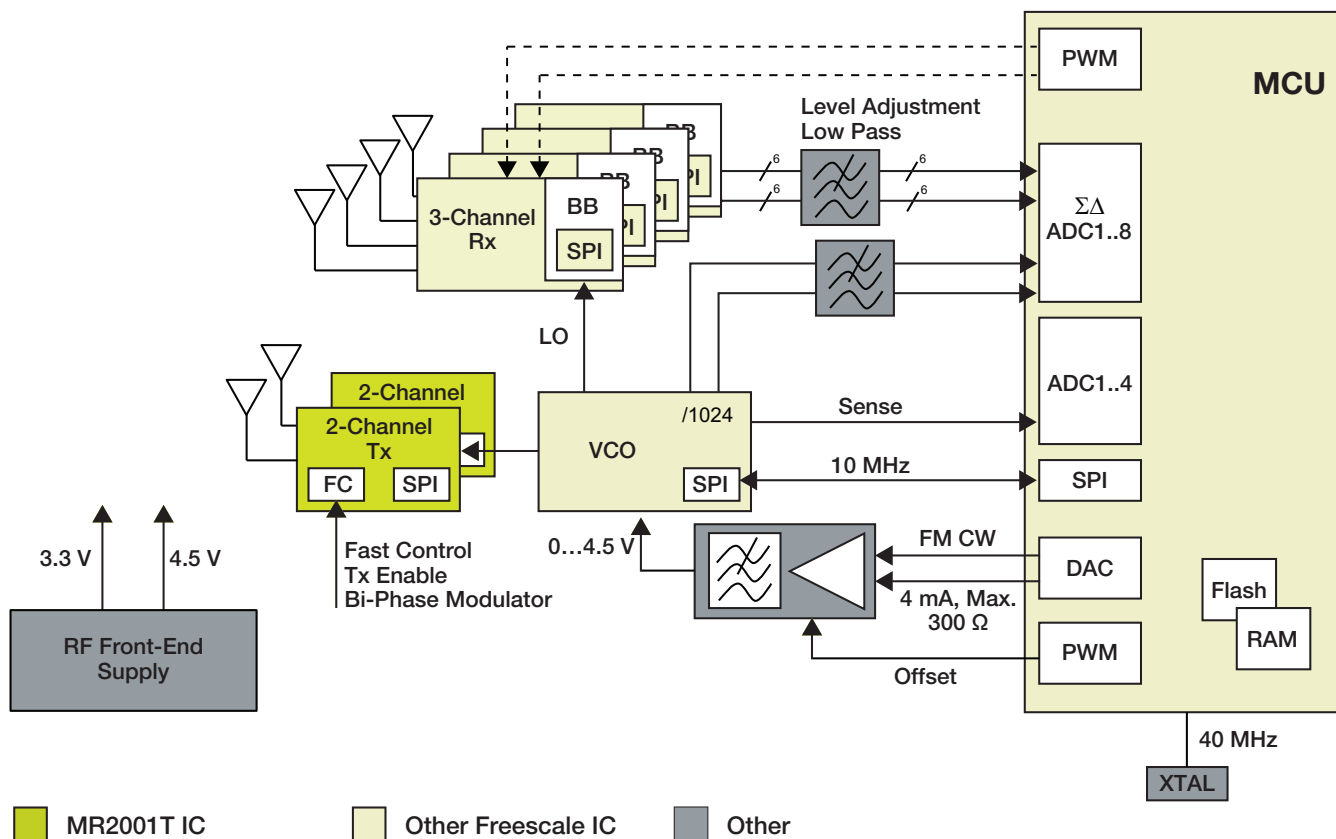 PWM
MCU
Level Adjustment
Low Pass
BB
BB
BB
6
6
6
6
PI
PI
PI
3-Channel
Rx
BB
SPI
ΣΔ
ADC1..8
LO
ADC1..4
2-Channel
2-Channel
Tx
FC
SPI
/1024
VCO
SPI
Sense
10 MHz
SPI
3.3 V
4.5 V
Fast Control
Tx Enable
Bi-Phase Modulator
0...4.5 V
FM CW
4 mA, Max.
300 Ω
DAC
Flash
RAM
RF Front-End
Supply
Offset
PWM
40 MHz
XTAL
MR2001T IC
Other Freescale IC
Other